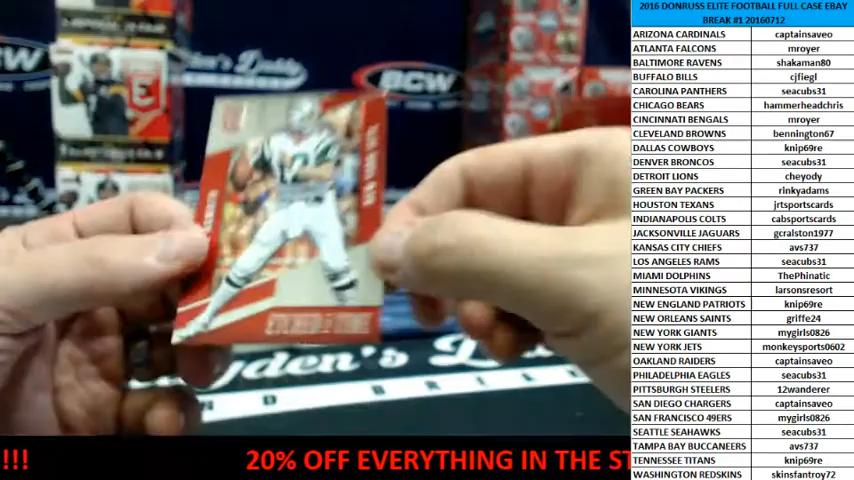 2016 DONRUSS ELITE FOOTBALL FULL CASE EBAY
BREAK #1 20160712
ARIZONA CARDINALS captainsaveo
ATLANTA FALCONS mroyer
BALTIMORE RAVENS shakaman80
BUFFALO BILLS cjfiegl
CAROLINA PANTHERS seacubs31
CHICAGO BEARS hammerheadchris
CINCINNATI BENGALS mroyer
CLEVELAND BROWNS bennington67
DALLAS COWBOYS knip69re
DENVER BRONCOS seacubs31
DETROIT LIONS cheyody
GREEN BAY PACKERS rinkyadams
HOUSTON TEXANS jrtsportscards
INDIANAPOLIS COLTS cabsportscards
JACKSONVILLE JAGUARS gcralston1977
KANSAS CITY CHIEFS avs737
LOS ANGELES RAMS seacubs31
MIAMI DOLPHINS ThePhinatic
MINNESOTA VIKINGS larsonsresort
NEW ENGLAND PATRIOTS knip69re
NEW ORLEANS SAINTS griffe24
NEW YORK GIANTS mygirls0826
NEW YORK JETS monkeysports0602
OAKLAND RAIDERS captainsaveo
PHILADELPHIA EAGLES seacubs31
PITTSBURGH STEELERS 12wanderer
SAN DIEGO CHARGERS captainsaveo
SAN FRANCISCO 49ERS mygirls0826
SEATTLE SEAHAWKS seacubs31
TAMPA BAY BUCCANEERS avs737
TENNESSEE TITANS knip69re
WASHINGTON REDSKINS skinsfantroy72
BCW
yden's Daddy
yden's
!!! 20% OFF EVERYTHING IN THE ST